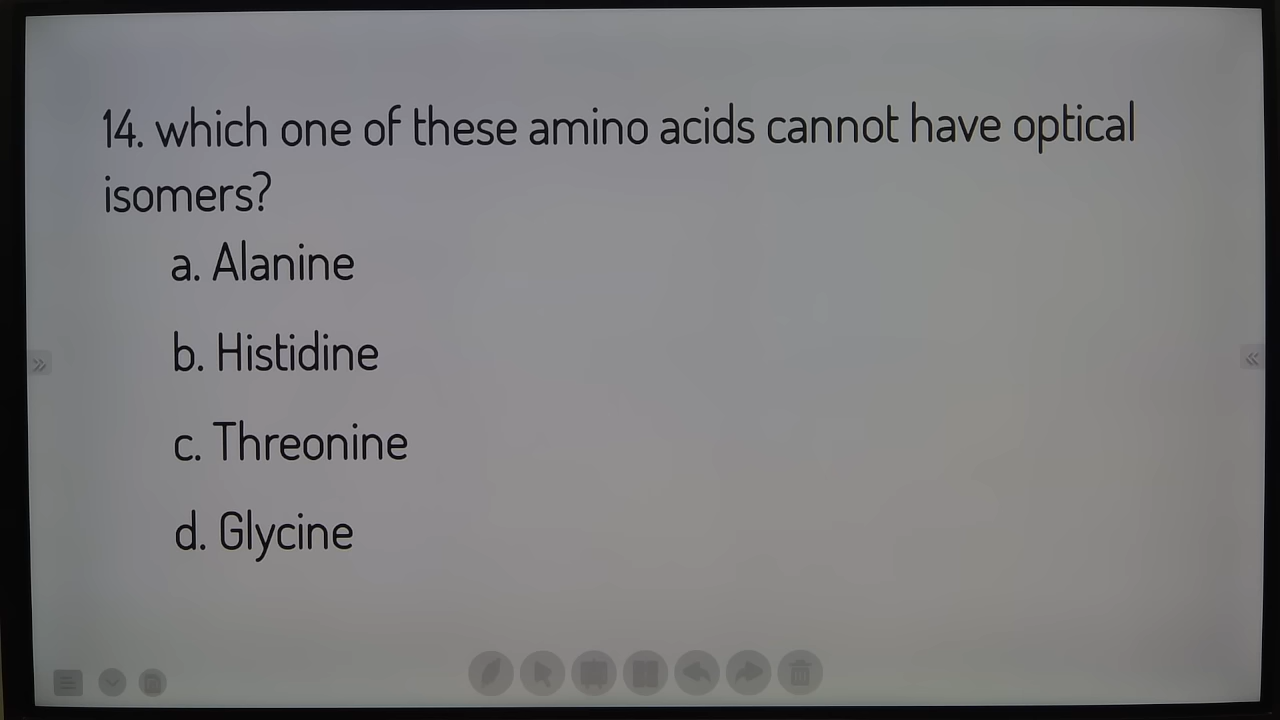 14. which one of these amino acids cannot have optical
isomers?
a. Alanine
b. Histidine
c. Threonine
d. Glycine